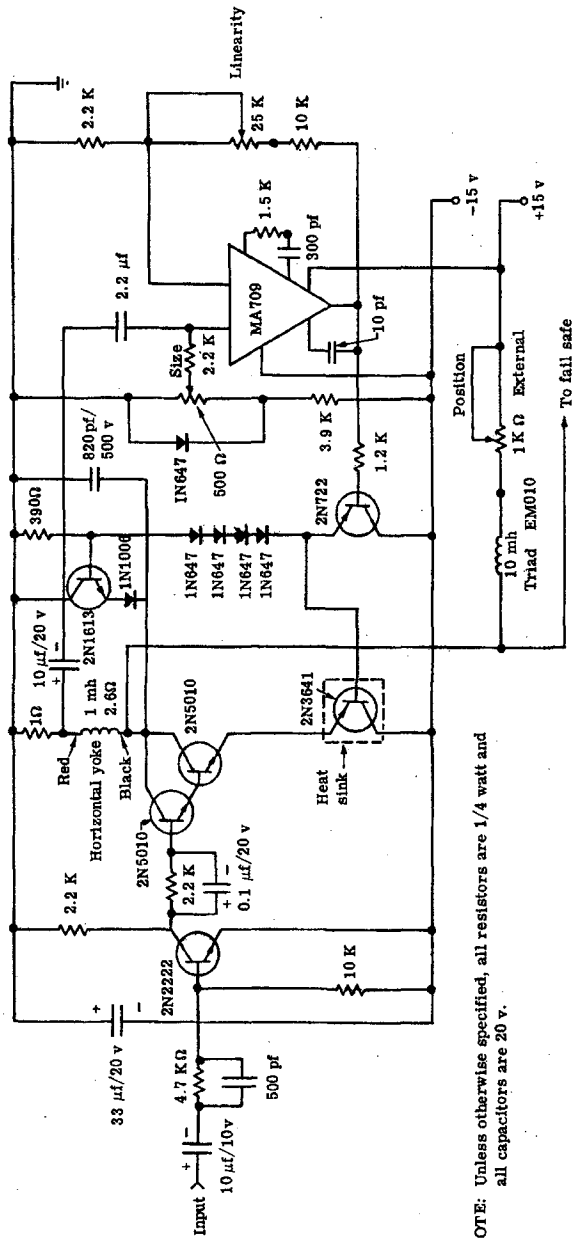 Input
10 μf/10v
+
-
4.7 KΩ
500 pf
33 μf/20 v
+
-
2N2222
10 K
2.2 K
2.2 K
+
-
0.1 μf/20 v
2N5010
2N5010
Red
Horizontal yoke
Black
1Ω
1 mh
2.6Ω
10 μf/20 v
+
-
2N1613
1N1006
390Ω
820 pf/
500 v
1N647
1N647
1N647
1N647
Heat
sink
2N3641
2N722
1.2 K
1N647
500 Ω
Size
2.2 K
3.9 K
2.2 μf
MA709
1.5 K
300 pf
10 pf
2.2 K
Linearity
25 K
10 K
-15 v
+15 v
Position
1K Ω
External
10 mh
Triad
EM010
To fail safe
OTE: Unless otherwise specified, all resistors are 1/4 watt and
all capacitors are 20 v.